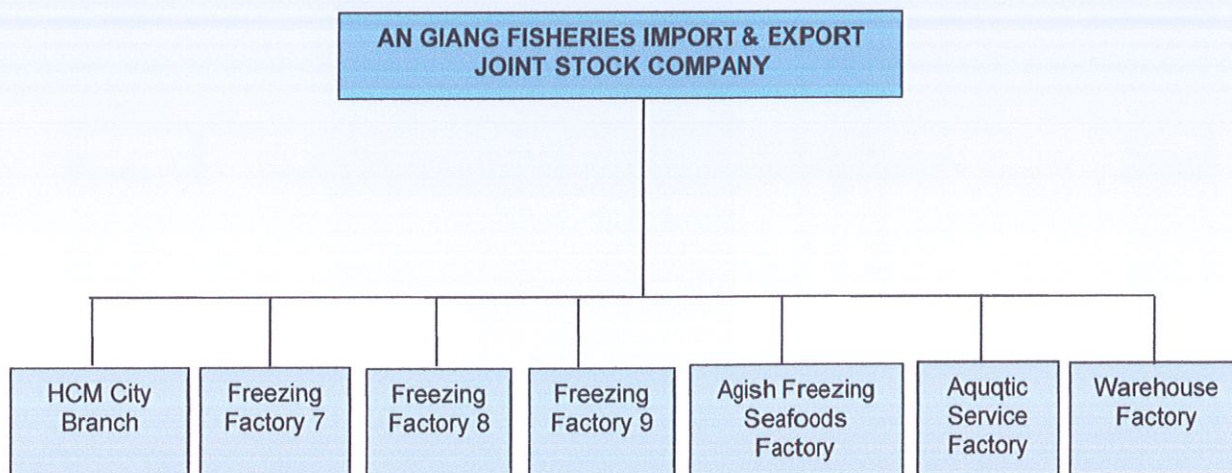 AN GIANG FISHERIES IMPORT & EXPORT
JOINT STOCK COMPANY
HCM City
Branch
Freezing
Factory 7
Freezing
Factory 8
Freezing
Factory 9
Agish Freezing
Seafoods
Factory
Aquqtic
Service
Factory
Warehouse
Factory